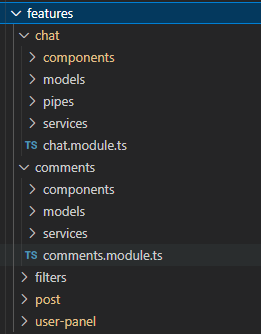 features
chat
components
models
pipes
services
TS chat.module.ts
comments
components
models
services
TS comments.module.ts
filters
post
user-panel